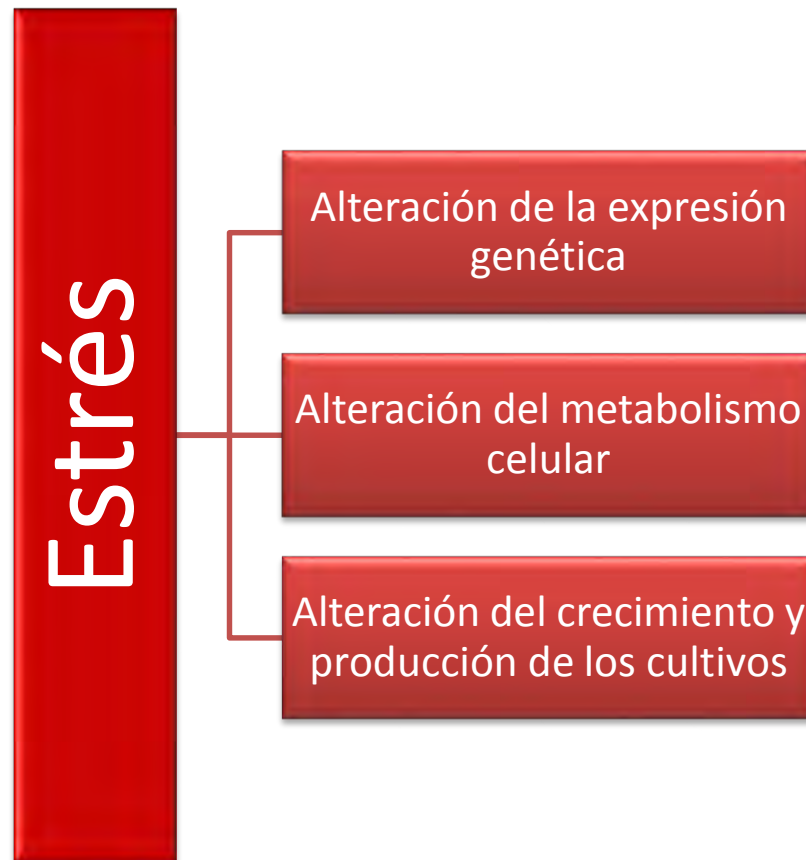 Estrés
Alteración de la expresión
genética
Alteración del metabolismo
celular
Alteración del crecimiento y
producción de los cultivos